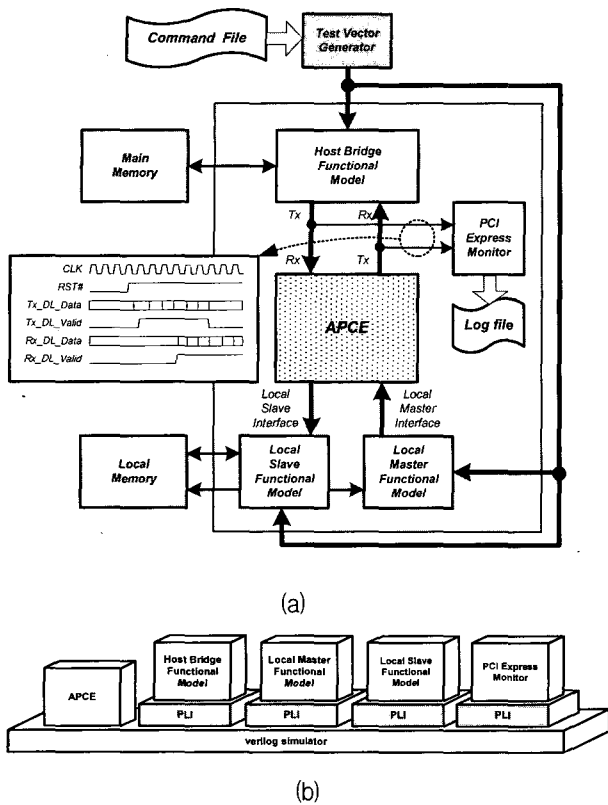 Command File
Test Vector
Generator
Main
Memory
Host Bridge
Functional
Model
Tx
Rx
PCI
Express
Monitor
Rx
Tx
CLK
RST#
Tx_DL_Data
Tx_DL_Valid
Rx_DL_Data
Rx_DL_Valid
APCE
Log file
Local
Slave
Interface
Local
Master
Interface
Local
Memory
Local
Slave
Functional
Model
Local
Master
Functional
Model
(a)
APCE
Host Bridge
Functional
Model
Local Master
Functional
Model
Local Slave
Functional
Model
PCI Express
Monitor
PLI
PLI
PLI
PLI
verilog simulator
(b)